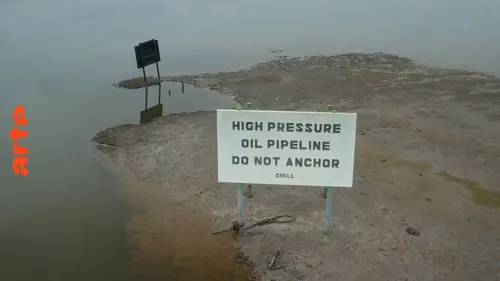 arte
HIGH PRESSURE
OIL PIPELINE
DO NOT ANCHOR
SHELL